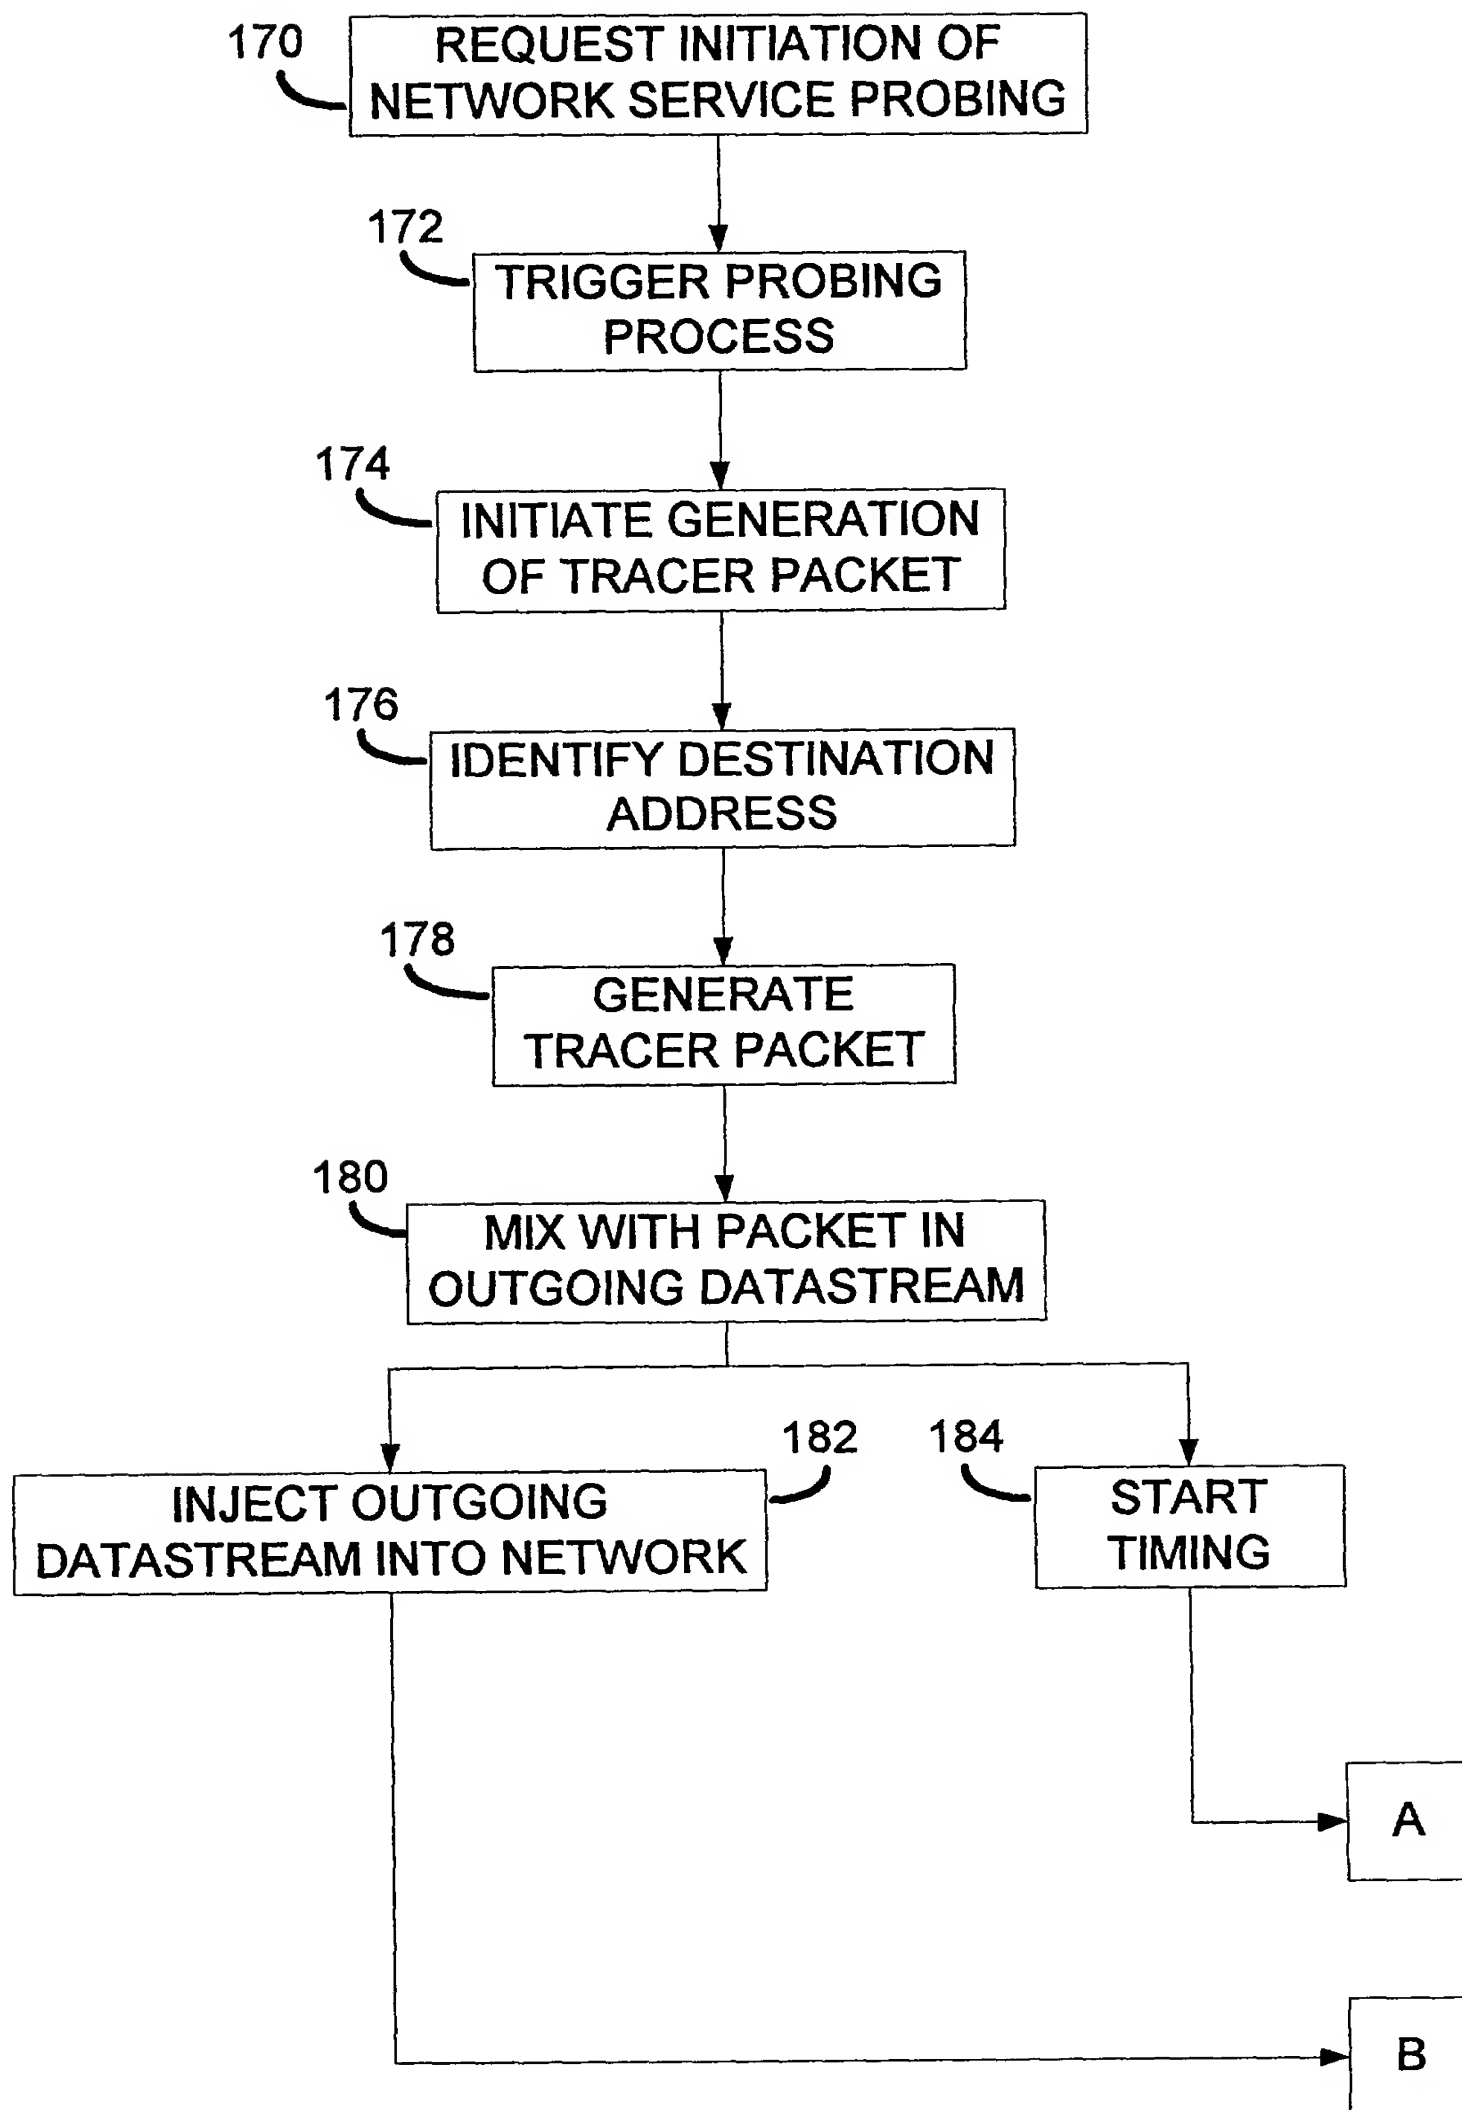 170
REQUEST INITIATION OF
NETWORK SERVICE PROBING
172
TRIGGER PROBING
PROCESS
174
INITIATE GENERATION
OF TRACER PACKET
176
IDENTIFY DESTINATION
ADDRESS
178
GENERATE
TRACER PACKET
180
MIX WITH PACKET IN
OUTGOING DATASTREAM
182
INJECT OUTGOING
DATASTREAM INTO NETWORK
184
START
TIMING
A
B